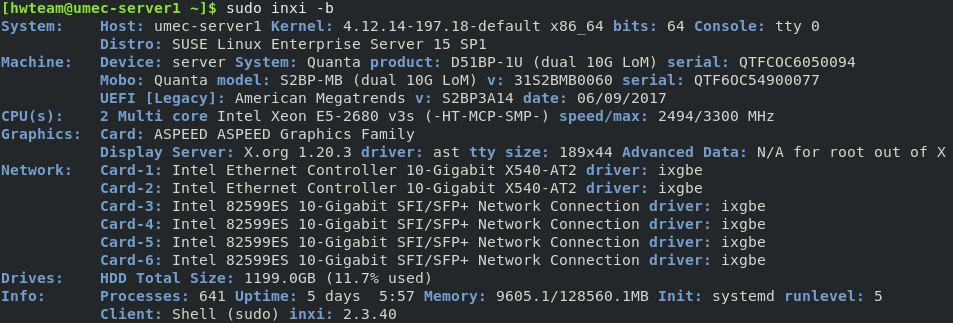 [hwteam@umec-server1 ~]$ sudo inxi -b
System: Host: umec-server1 Kernel: 4.12.14-197.18-default x86_64 bits: 64 Console: tty 0
Distro: SUSE Linux Enterprise Server 15 SP1
Machine: Device: server System: Quanta product: D51BP-1U (dual 10G LoM) serial: QTFCOC6050094
Mobo: Quanta model: S2BP-MB (dual 10G LoM) v: 31S2BMB0060 serial: QTF6OC54900077
UEFI [Legacy]: American Megatrends v: S2BP3A14 date: 06/09/2017
CPU(s): 2 Multi core Intel Xeon E5-2680 v3s (-HT-MCP-SMP-) speed/max: 2494/3300 MHz
Graphics: Card: ASPEED ASPEED Graphics Family
Display Server: X.org 1.20.3 driver: ast tty size: 189x44 Advanced Data: N/A for root out of X
Network: Card-1: Intel Ethernet Controller 10-Gigabit X540-AT2 driver: ixgbe
Card-2: Intel Ethernet Controller 10-Gigabit X540-AT2 driver: ixgbe
Card-3: Intel 82599ES 10-Gigabit SFI/SFP+ Network Connection driver: ixgbe
Card-4: Intel 82599ES 10-Gigabit SFI/SFP+ Network Connection driver: ixgbe
Card-5: Intel 82599ES 10-Gigabit SFI/SFP+ Network Connection driver: ixgbe
Card-6: Intel 82599ES 10-Gigabit SFI/SFP+ Network Connection driver: ixgbe
Drives: HDD Total Size: 1199.0GB (11.7% used)
Info: Processes: 641 Uptime: 5 days  5:57 Memory: 9605.1/128560.1MB Init: systemd runlevel: 5
Client: Shell (sudo) inxi: 2.3.40